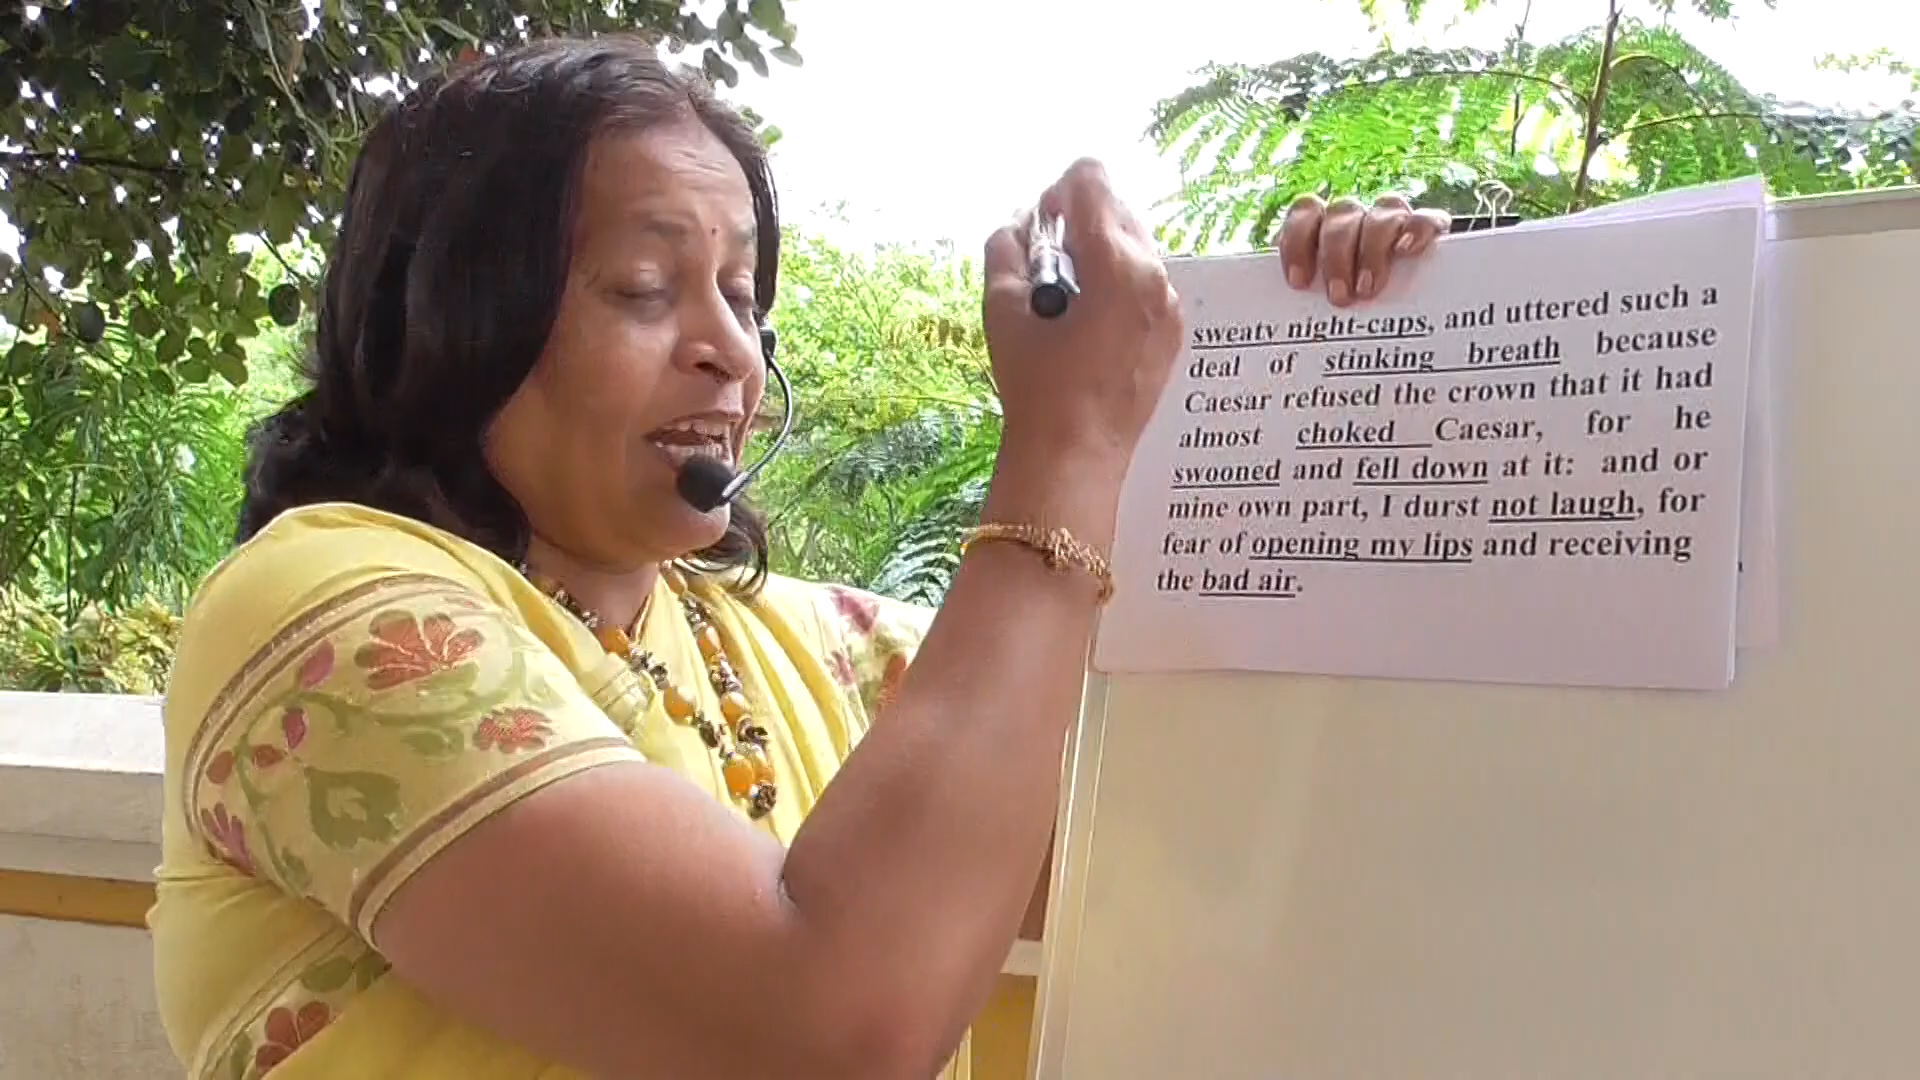 sweaty night-caps, and uttered such a
deal of stinking breath because
Caesar refused the crown that it had
almost choked Caesar, for he
swooned and fell down at it: and or
mine own part, I durst not laugh, for
fear of opening my lips and receiving
the bad air.